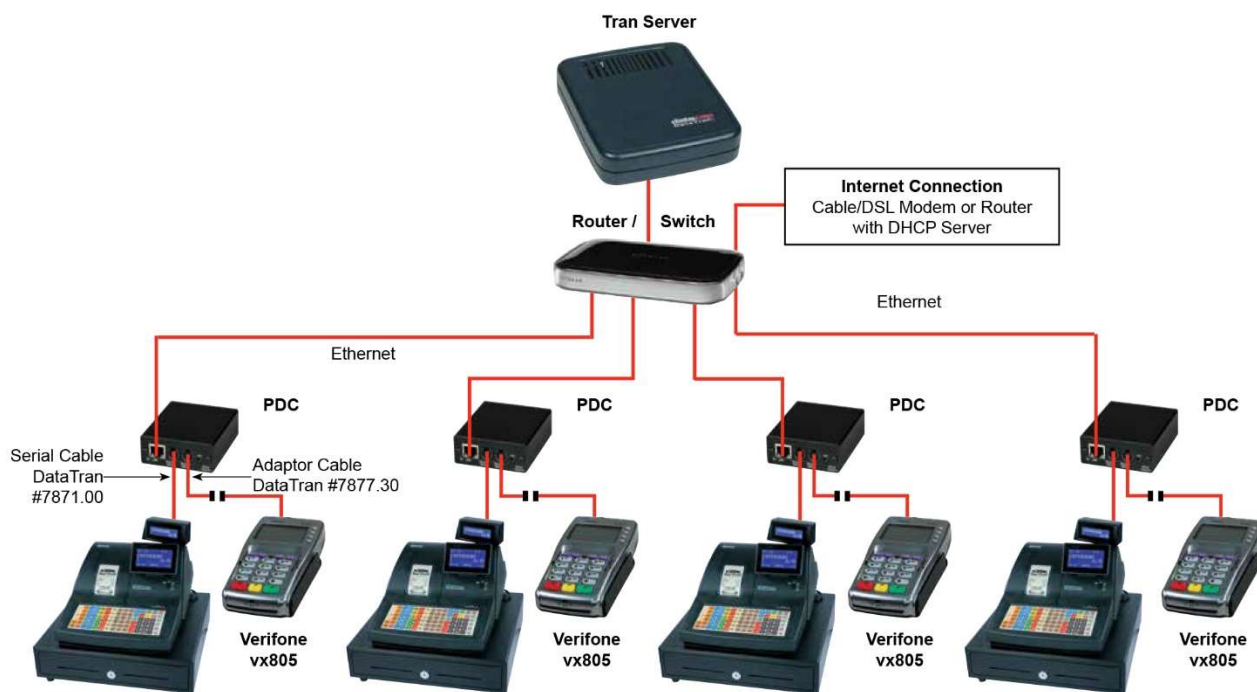 Tran Server
Internet Connection
Cable/DSL Modem or Router
with DHCP Server
Router / Switch
Ethernet
Ethernet
PDC
PDC
PDC
PDC
Serial Cable
DataTran
#7871.00
Adaptor Cable
DataTran #7877.30
Verifone
vx805
Verifone
vx805
Verifone
vx805
Verifone
vx805